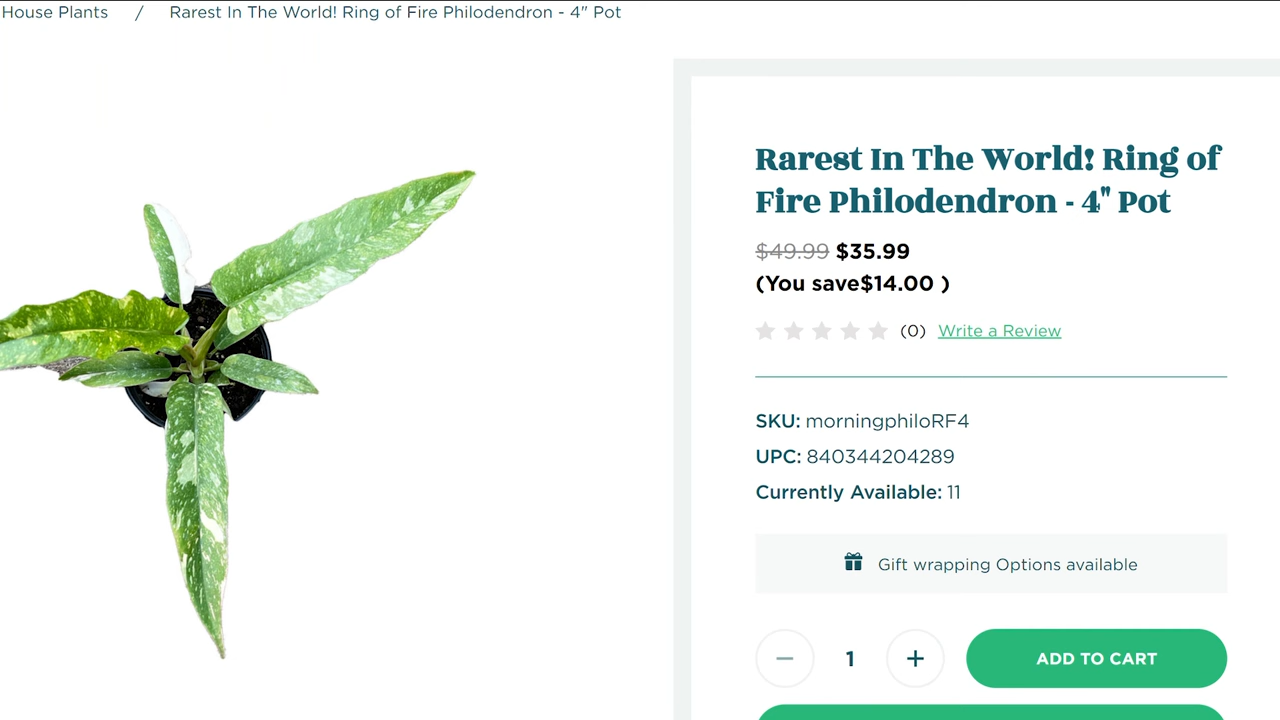 House Plants / Rarest In The World! Ring of Fire Philodendron - 4" Pot
Rarest In The World! Ring of
Fire Philodendron - 4" Pot
$49.99 $35.99
(You save$14.00 )
(0) Write a Review
SKU: morningphiloRF4
UPC: 840344204289
Currently Available: 11
Gift wrapping Options available
− 1 + ADD TO CART